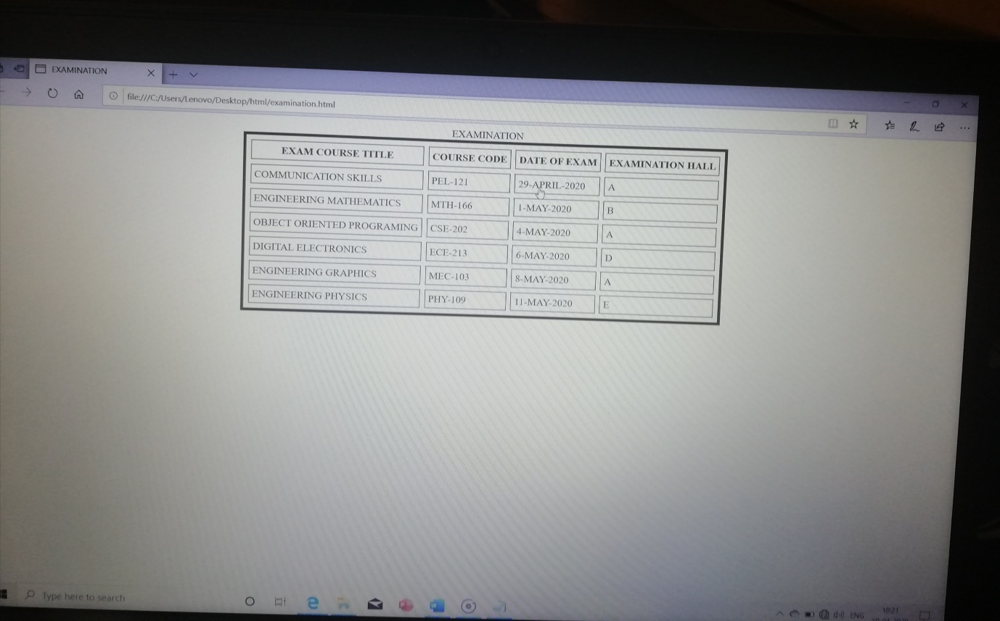 EXAMINATION
file:///C:/Users/Lenovo/Desktop/html/examination.html
EXAMINATION
EXAM COURSE TITLE COURSE CODE DATE OF EXAM EXAMINATION HALL
COMMUNICATION SKILLS PEL-121 29-APRIL-2020 A
ENGINEERING MATHEMATICS MTH-166 1-MAY-2020 B
OBJECT ORIENTED PROGRAMING CSE-202 4-MAY-2020 A
DIGITAL ELECTRONICS ECE-213 6-MAY-2020 D
ENGINEERING GRAPHICS MEC-103 8-MAY-2020 A
ENGINEERING PHYSICS PHY-109 11-MAY-2020 E
Type here to search
ENG 10:21